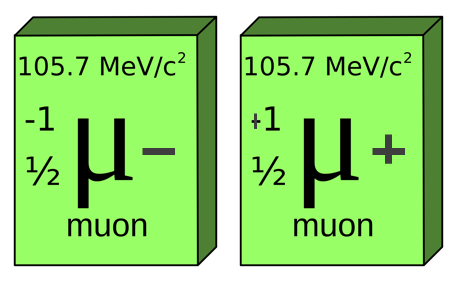 105.7 MeV/c²
-1
½
μ−
muon
105.7 MeV/c²
+1
½
μ+
muon